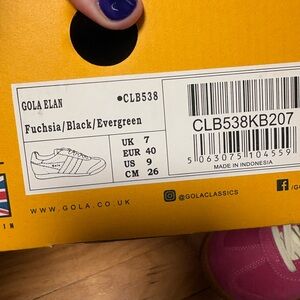 GOLA ELAN
•CLB538
Fuchsia/Black/Evergreen
UK 7
EUR 40
US 9
CM 26
CLB538KB207
5 063075 104559
MADE IN INDONESIA
WWW.GOLA.CO.UK
@GOLACLASSICS